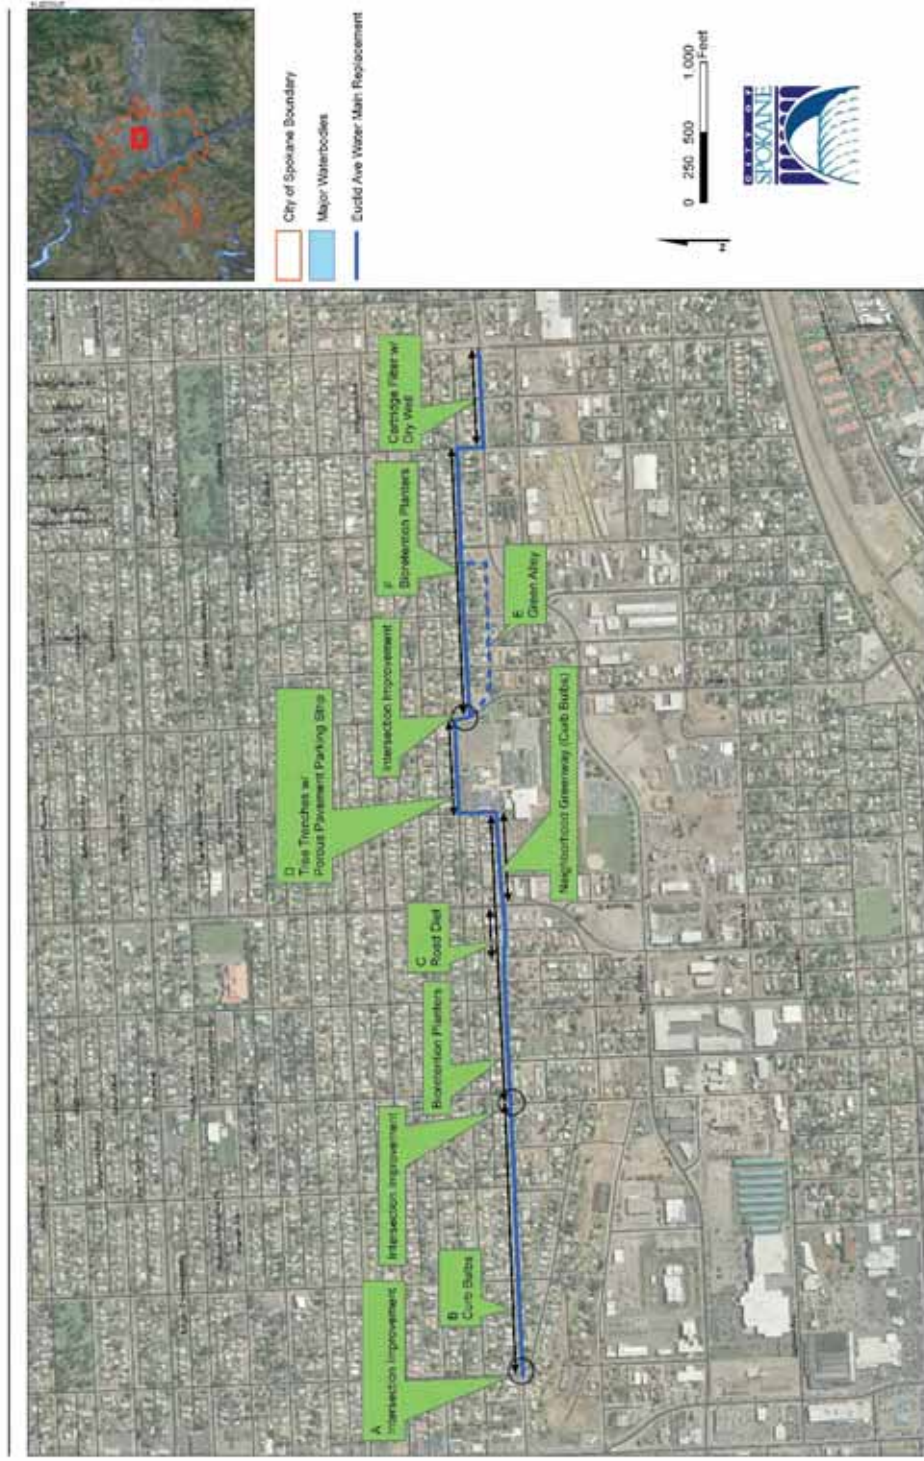 A
Intersection Improvement
B
Curb Bulbs
Intersection Improvement
Bioretention Planters
C
Road Diet
Neighborhood Greenway (Curb Bulbs)
D
Tree Trenches w/
Porous Pavement Parking Strip
Intersection Improvement
E
Green Alley
F
Bioretention Planters
Cartridge Filter w/
Dry Well
City of Spokane Boundary
Major Waterbodies
Euclid Ave Water Main Replacement
0 250 500 1,000
Feet
N
CITY OF
SPOKANE